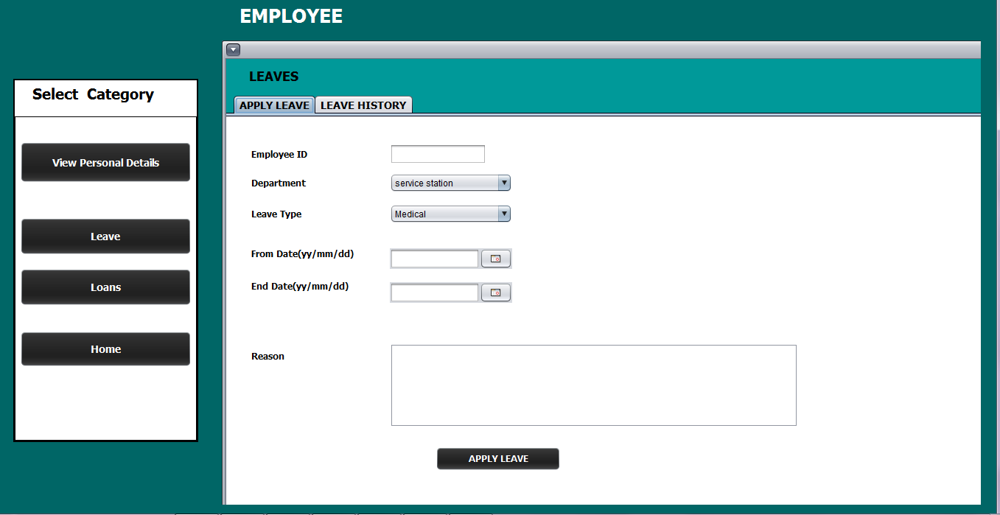 EMPLOYEE
Select Category
View Personal Details
Leave
Loans
Home
LEAVES
APPLY LEAVE LEAVE HISTORY
Employee ID
Department service station
Leave Type Medical
From Date(yy/mm/dd)
End Date(yy/mm/dd)
Reason
APPLY LEAVE